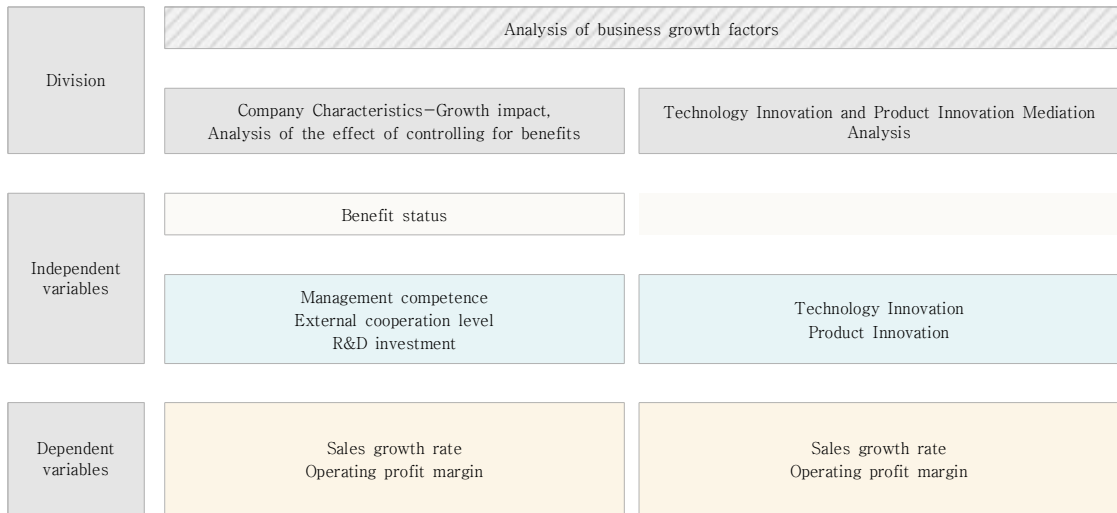 Analysis of business growth factors
Division
Company Characteristics-Growth impact,
Analysis of the effect of controlling for benefits
Technology Innovation and Product Innovation Mediation
Analysis
Benefit status
Independent
variables
Management competence
External cooperation level
R&D investment
Technology Innovation
Product Innovation
Dependent
variables
Sales growth rate
Operating profit margin
Sales growth rate
Operating profit margin